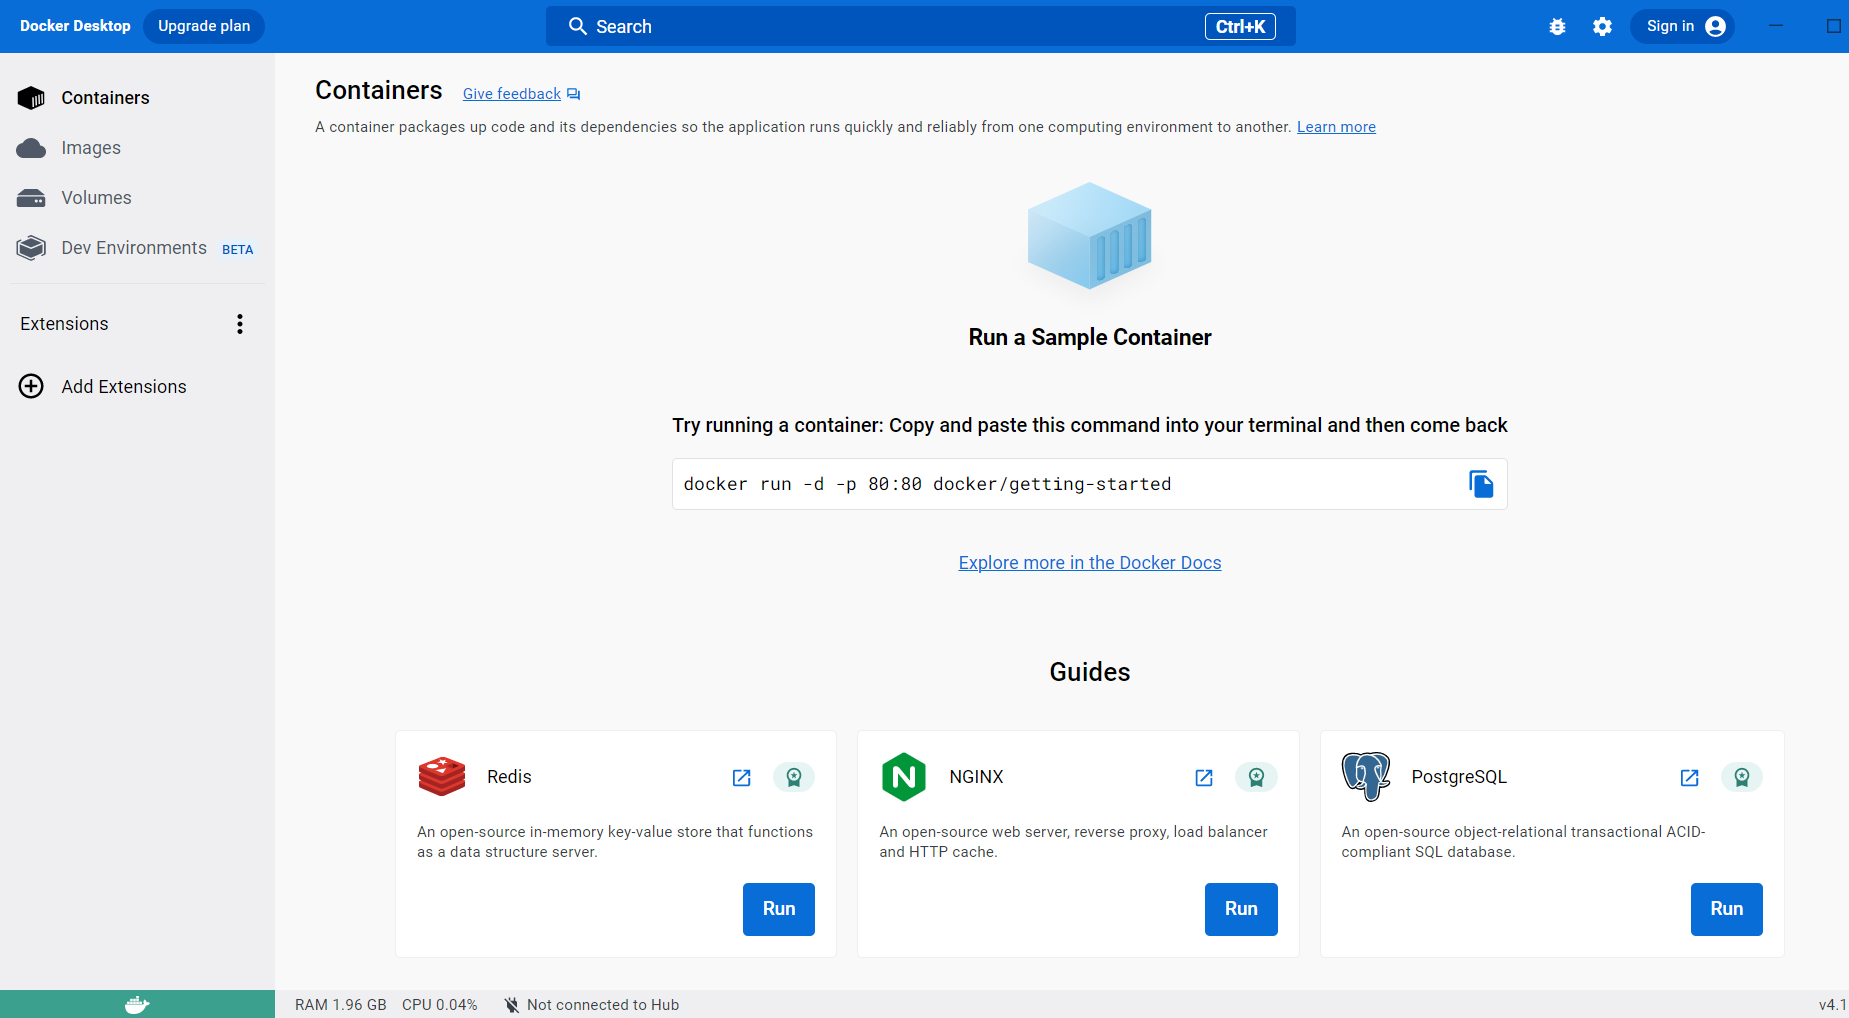 Docker Desktop Upgrade plan Search Ctrl+K Sign in
Containers
Images
Volumes
Dev Environments BETA
Extensions
Add Extensions
Containers Give feedback
A container packages up code and its dependencies so the application runs quickly and reliably from one computing environment to another. Learn more
Run a Sample Container
Try running a container: Copy and paste this command into your terminal and then come back
docker run -d -p 80:80 docker/getting-started
Explore more in the Docker Docs
Guides
Redis
An open-source in-memory key-value store that functions
as a data structure server.
Run
N
NGINX
An open-source web server, reverse proxy, load balancer
and HTTP cache.
Run
PostgreSQL
An open-source object-relational transactional ACID-
compliant SQL database.
Run
RAM 1.96 GB CPU 0.04% Not connected to Hub v4.1